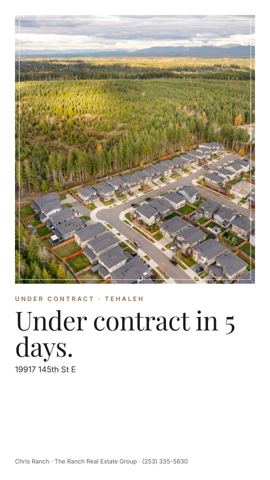 UNDER CONTRACT · TEHALEH
Under contract in 5
days.
19917 145th St E
Chris Ranch · The Ranch Real Estate Group · (253) 335-5630